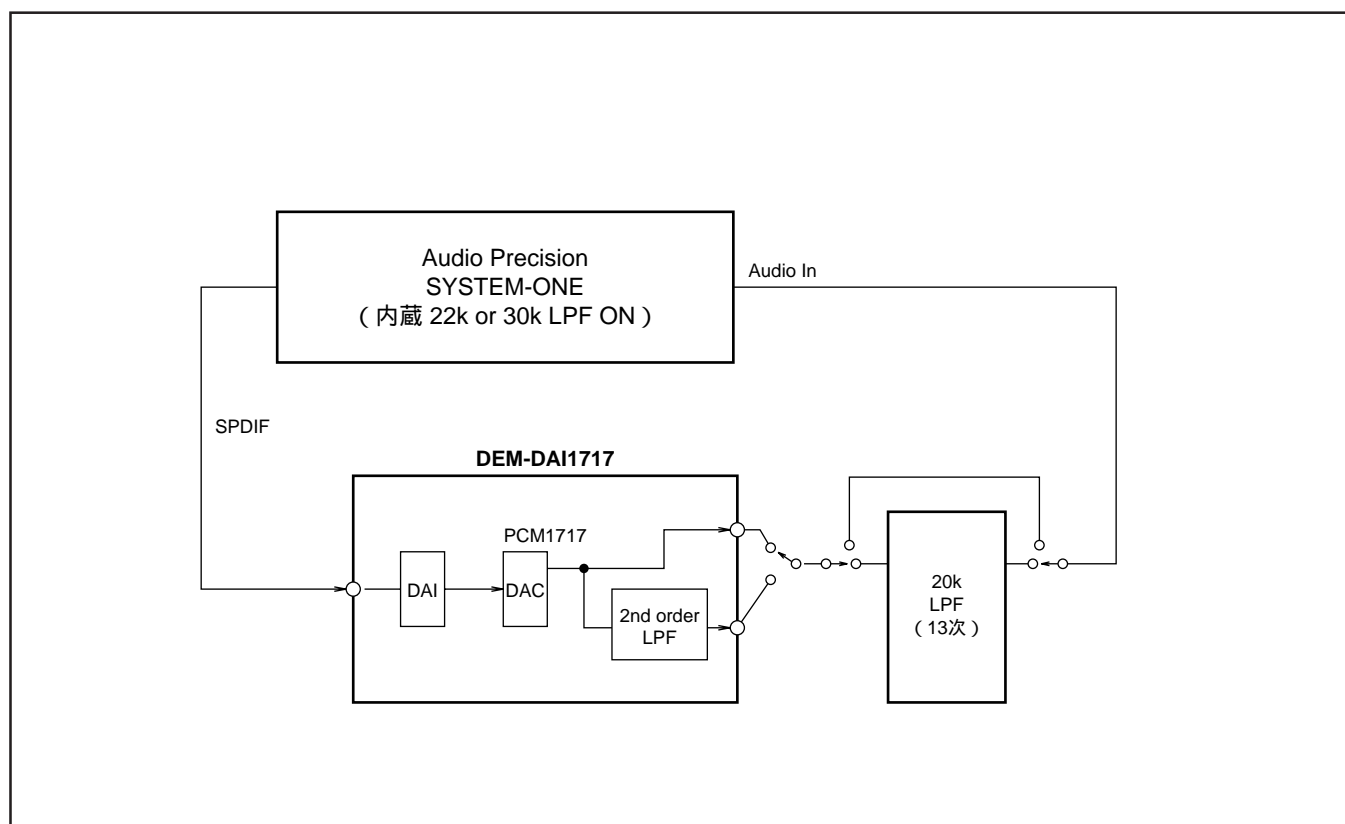 Audio Precision
SYSTEM-ONE
（内蔵 22k or 30k LPF ON）
Audio In
SPDIF
DEM-DAI1717
PCM1717
DAI
DAC
2nd order
LPF
20k
LPF
（13次）